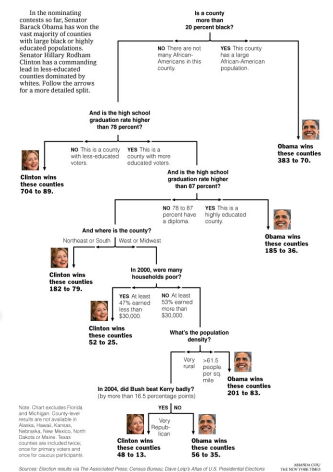 In the nominating
contests so far, Senator
Barack Obama has won the
vast majority of counties
with large black or highly
educated populations.
Senator Hillary Rodham
Clinton has a commanding
lead in less-educated
counties dominated by
whites. Follow the arrows
for a more detailed split.
Is a county
more than
20 percent black?
NO There are not
many African-
Americans in this
county.
YES This county
has a large
African-American
population.
Obama wins
these counties
383 to 70.
And is the high school
graduation rate higher
than 78 percent?
NO This is a county
with less-educated
voters.
YES This is a
county with more
educated voters.
Clinton wins
these counties
704 to 89.
And is the high school
graduation rate higher
than 87 percent?
NO 78 to 87
percent have
a diploma.
YES This is a
highly educated
county.
Obama wins
these counties
185 to 36.
And where is the county?
Northeast or South
West or Midwest
Clinton wins
these counties
182 to 79.
In 2000, were many
households poor?
YES At least
47% earned
less than
$30,000.
NO At least
53% earned
more than
$30,000.
Clinton wins
these counties
52 to 25.
What's the population
density?
Very
rural
>61.5
people
per sq.
mile
Obama wins
these counties
201 to 83.
In 2004, did Bush beat Kerry badly?
(by more than 16.5 percentage points)
YES
NO
Very
Repub-
lican
Clinton wins
these counties
48 to 13.
Obama wins
these counties
56 to 35.
Note: Chart excludes Florida
and Michigan. County-level
results are not available in
Alaska, Hawaii, Kansas,
Nebraska, New Mexico, North
Dakota or Maine. Texas
counties are included twice;
once for primary voters and
once for caucus participants.
Sources: Election results via The Associated Press; Census Bureau; Dave Leip's Atlas of U.S. Presidential Elections
AMANDA COX/
THE NEW YORK TIMES